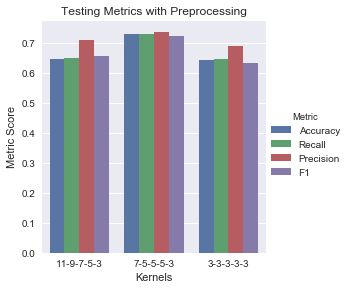 Testing Metrics with Preprocessing
0.7
0.6
0.5
0.4
0.3
0.2
0.1
0.0
Metric Score
11-9-7-5-3
7-5-5-5-3
3-3-3-3-3
Kernels
Metric
Accuracy
Recall
Precision
F1